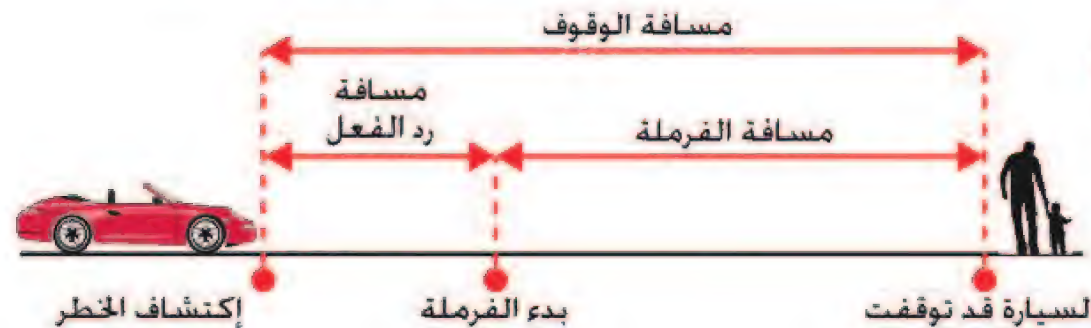 مسافة الوقوف
مسافة
رد الفعل
مسافة الفرملة
إكتشاف الخطر
بدء الفرملة
لسيارة قد توقفت